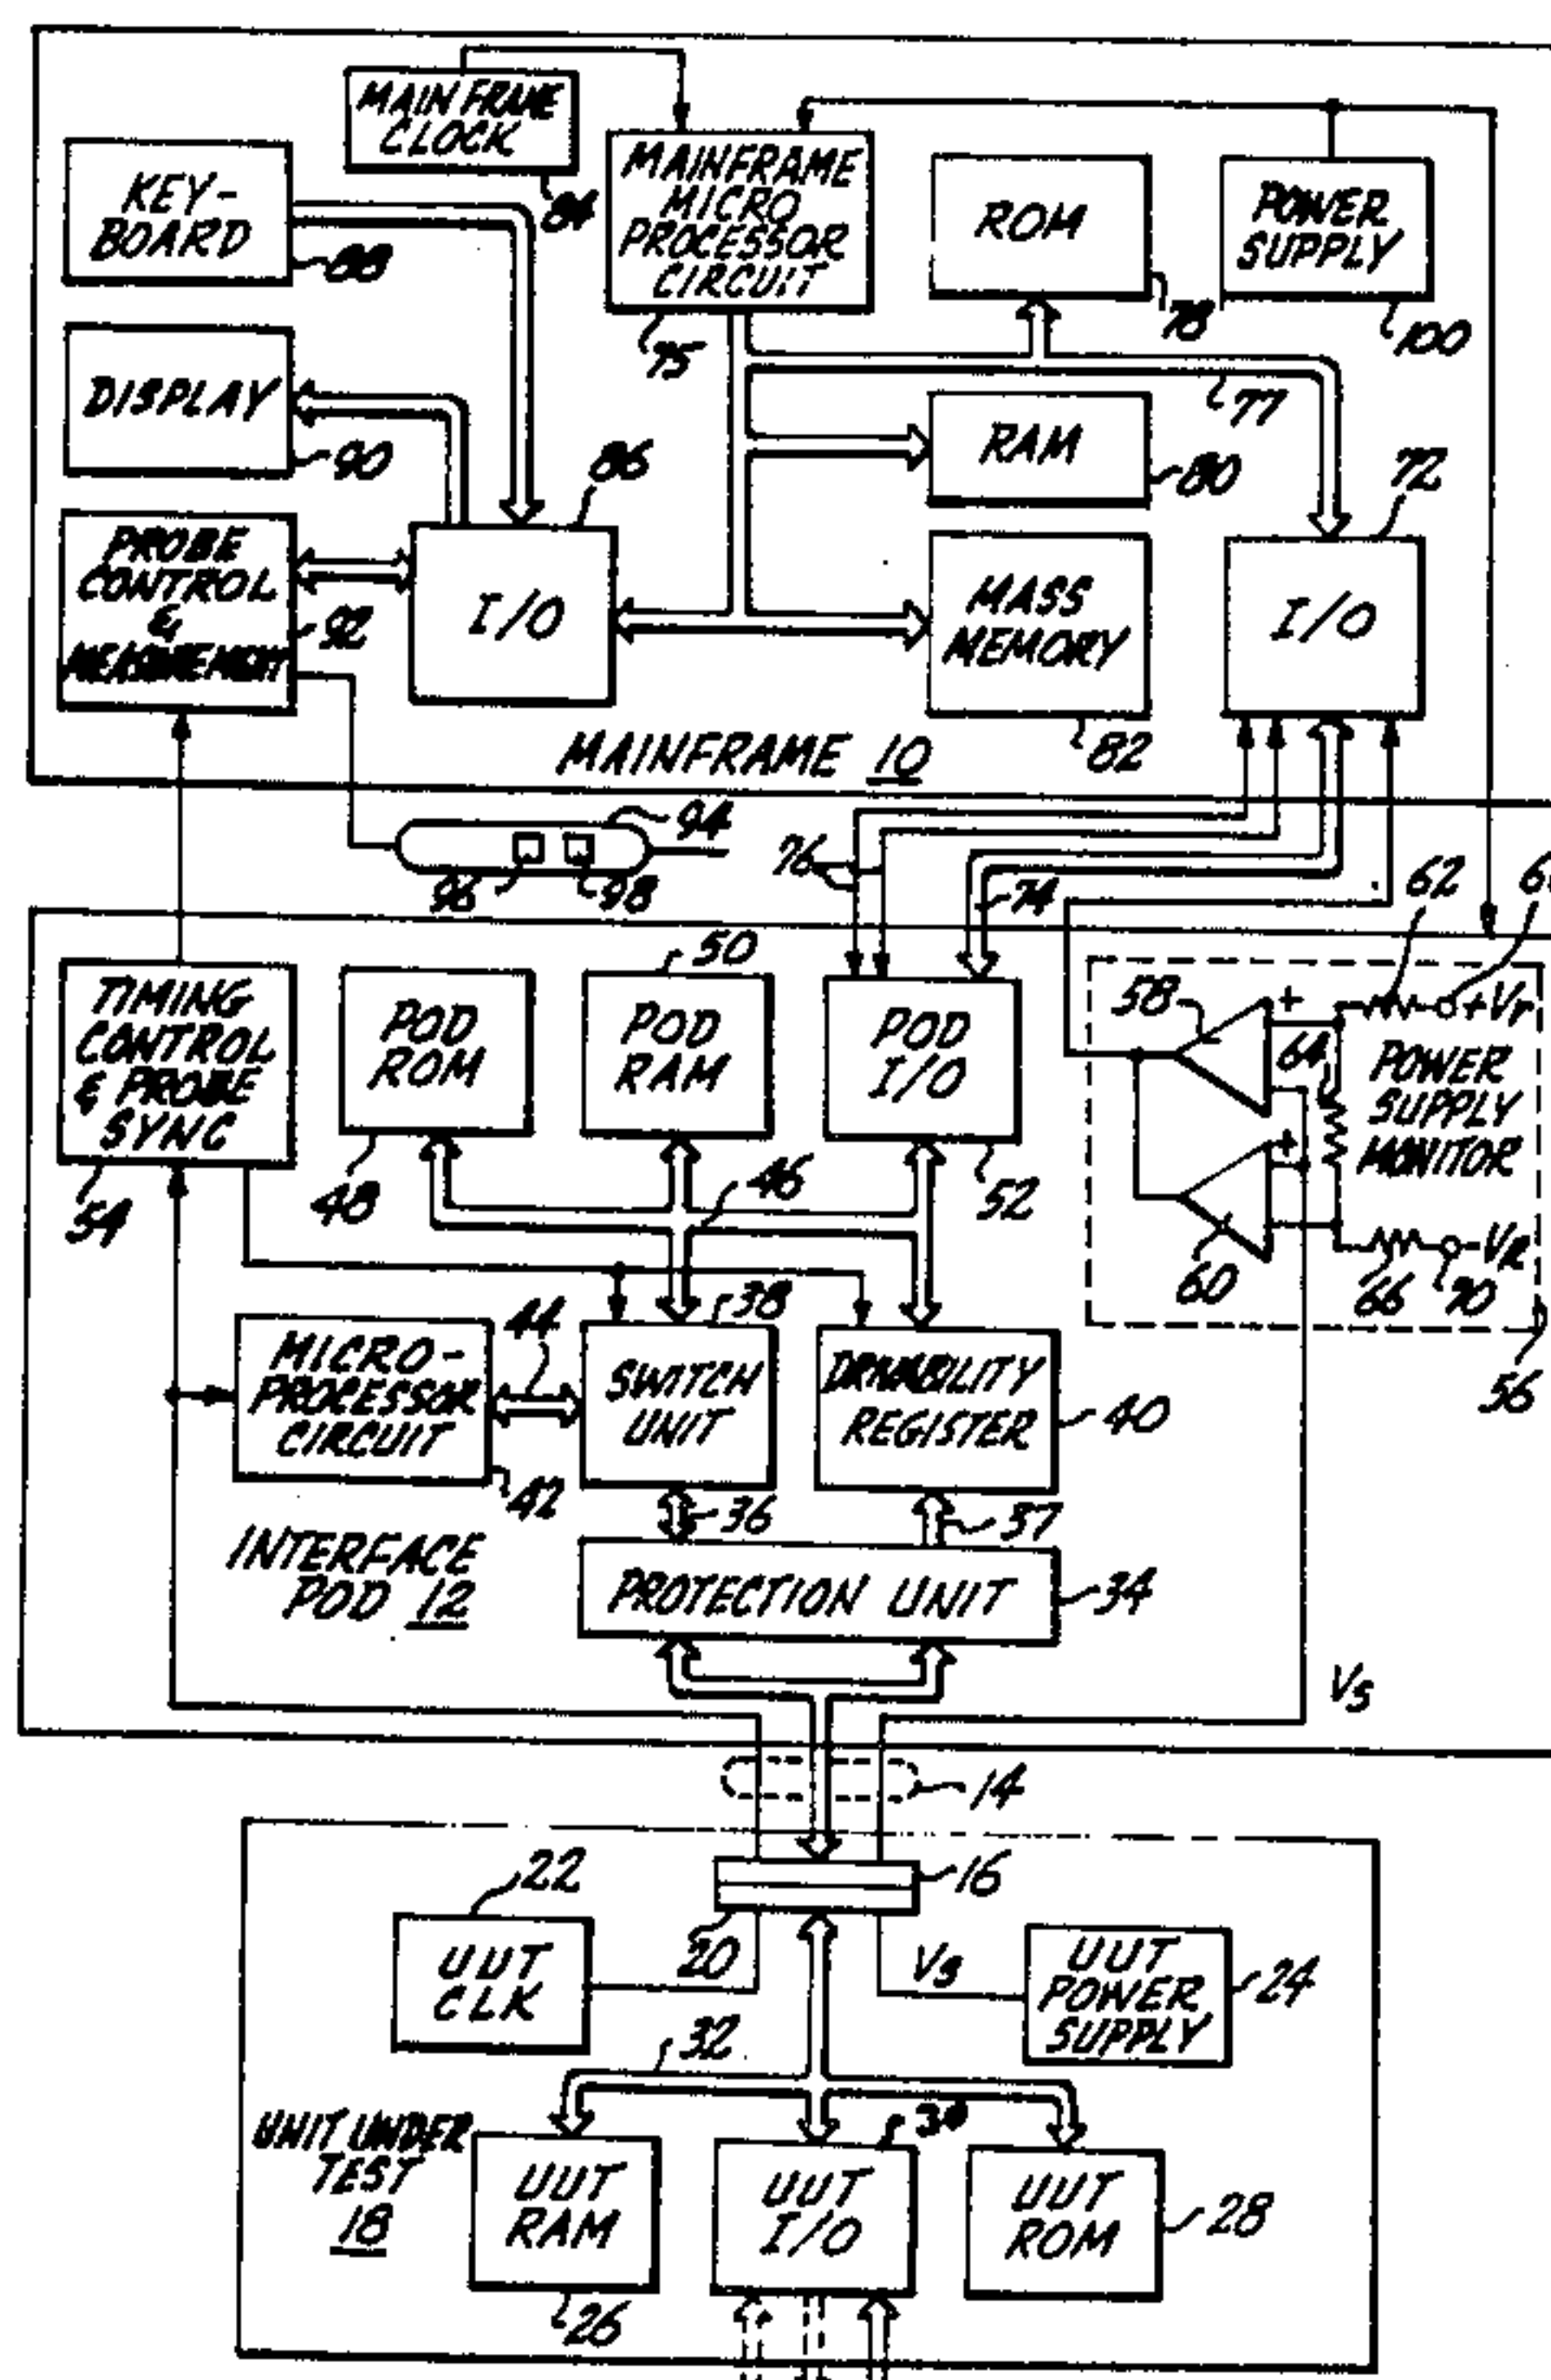 MAIN FRAME
CLOCK
84
KEY-
BOARD
88
MAINFRAME
MICRO
PROCESSOR
CIRCUIT
75
ROM
78
POWER
SUPPLY
100
DISPLAY
90
77
RAM
80
86
72
PROBE
CONTROL
&
MEASUREMENT
92
I/O
MASS
MEMORY
82
I/O
MAINFRAME 10
94
96
98
76
74
62
50
TIMING
CONTROL
& PROBE
SYNC
54
POD
ROM
48
POD
RAM
POD
I/O
52
46
58
+
+Vr
64
POWER
SUPPLY
MONITOR
+
60
-VR
66
70
56
44
38
MICRO-
PROCESSOR
CIRCUIT
42
SWITCH
UNIT
DRIVABILITY
REGISTER
40
36
37
INTERFACE
POD 12
PROTECTION UNIT
34
Vs
14
16
22
UUT
CLK
20
Vs
UUT
POWER
SUPPLY
24
32
30
UNIT UNDER
TEST
18
UUT
RAM
26
UUT
I/O
UUT
ROM
28